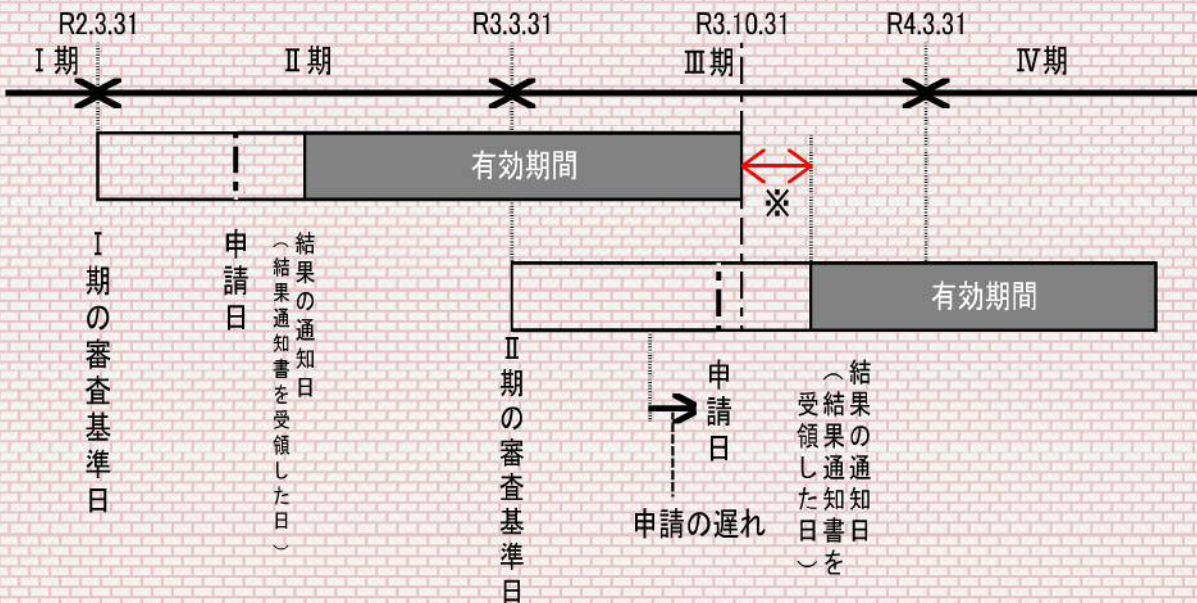 R2.3.31
R3.3.31
R3.10.31
R4.3.31
Ⅰ期
Ⅱ期
Ⅲ期
Ⅳ期
有効期間
※
Ⅰ期の審査基準日
申請日
結果の通知日
（結果通知書を受領した日）
有効期間
Ⅱ期の審査基準日
申請日
申請の遅れ
結果の通知日
（結果通知書を
受領した日）